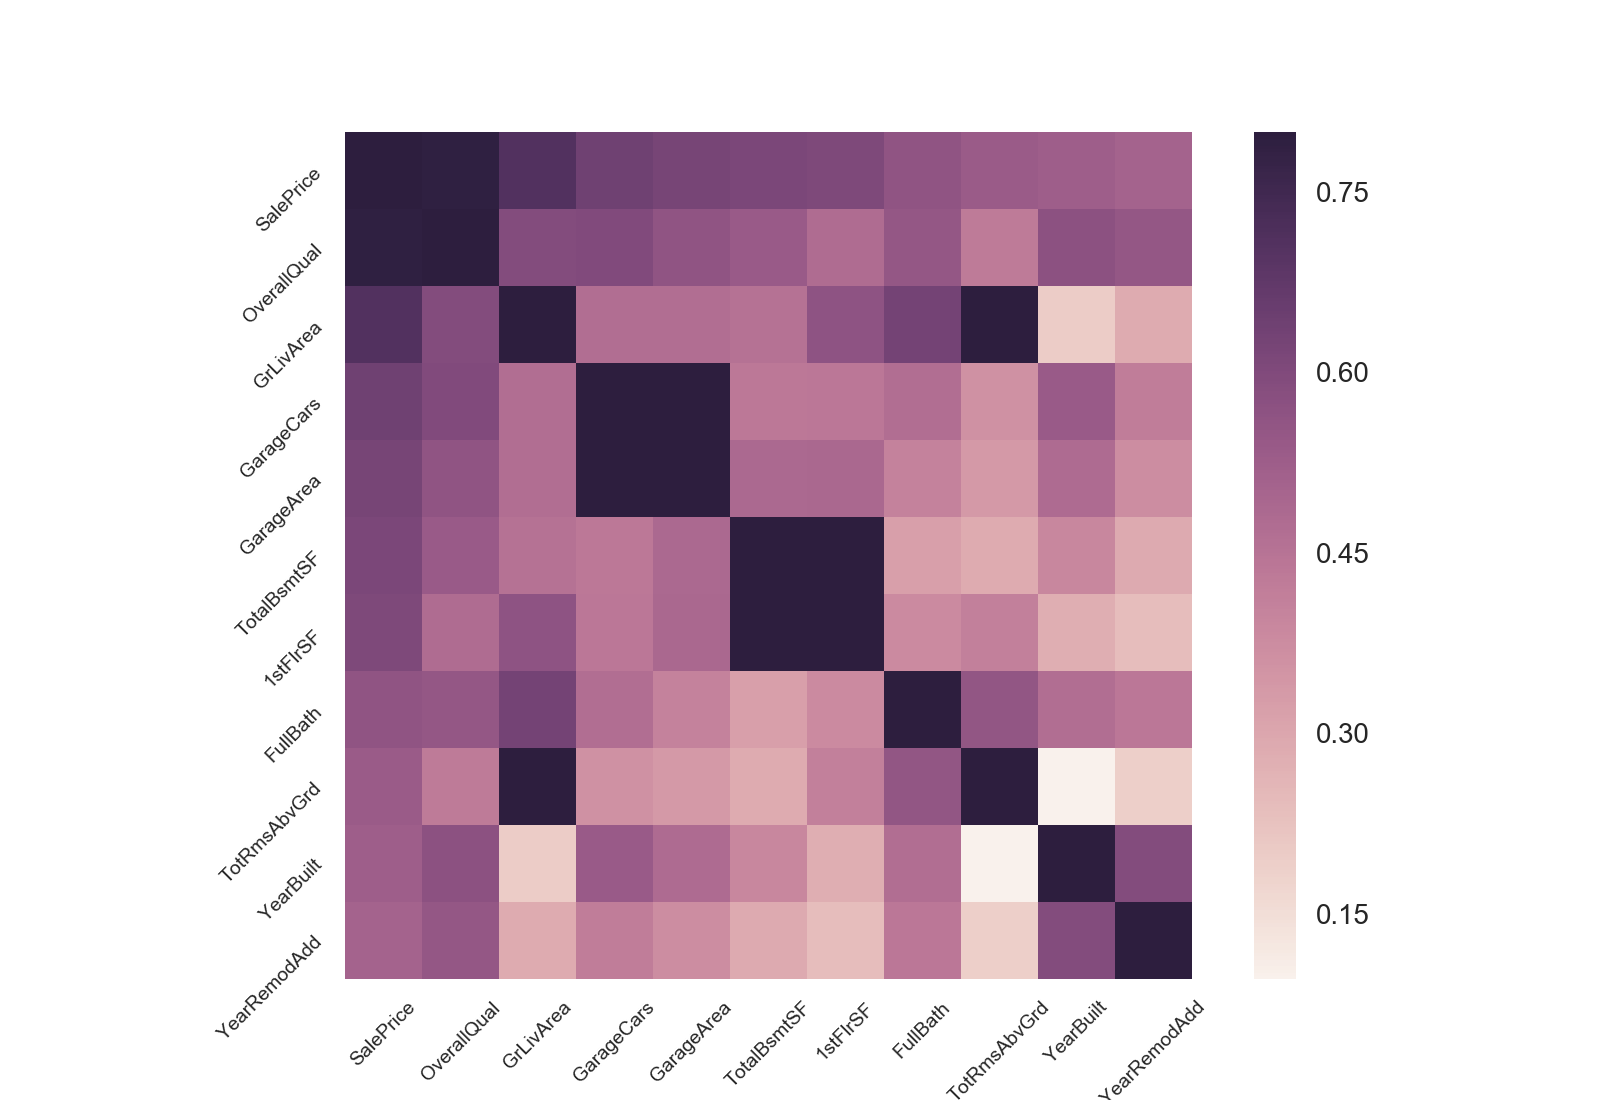 SalePrice
OverallQual
GrLivArea
GarageCars
GarageArea
TotalBsmtSF
1stFlrSF
FullBath
TotRmsAbvGrd
YearBuilt
YearRemodAdd
SalePrice
OverallQual
GrLivArea
GarageCars
GarageArea
TotalBsmtSF
1stFlrSF
FullBath
TotRmsAbvGrd
YearBuilt
YearRemodAdd
0.75
0.60
0.45
0.30
0.15